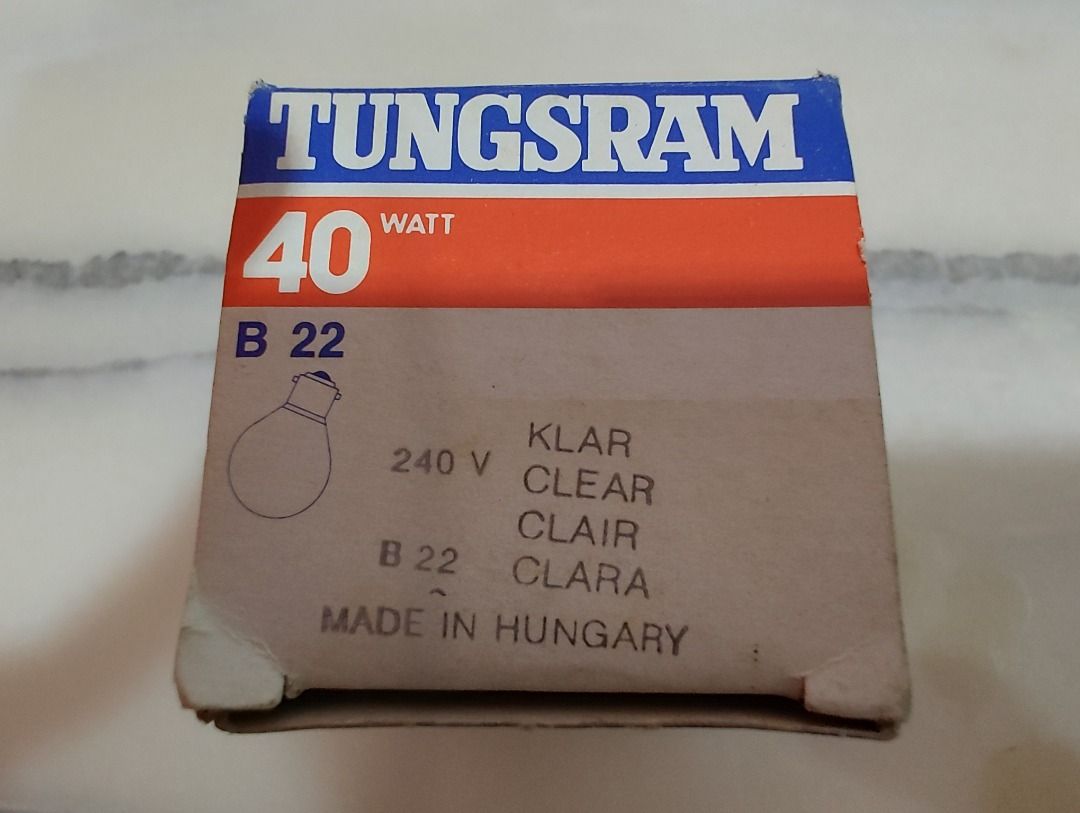 TUNGSRAM
40 WATT
B 22
KLAR
240 V CLEAR
CLAIR
B 22 CLARA
MADE IN HUNGARY